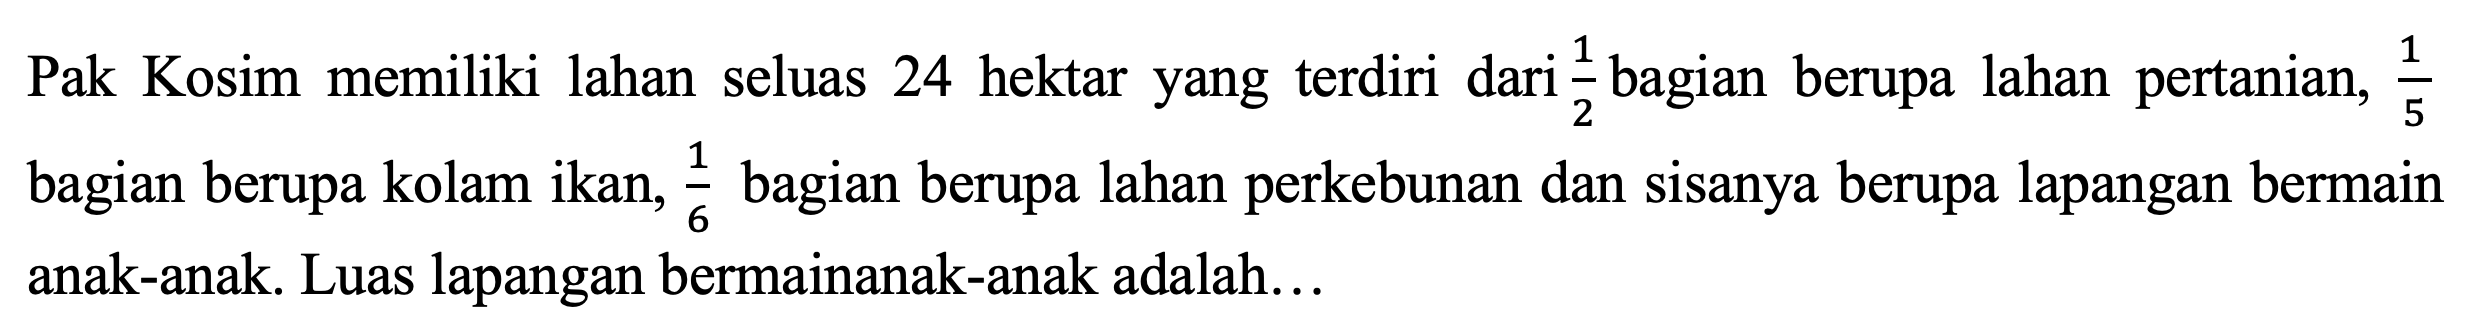 Pak Kosim memiliki lahan seluas 24 hektar yang terdiri dari 1/2 bagian berupa lahan pertanian, 1/5
bagian berupa kolam ikan, 1/6 bagian berupa lahan perkebunan dan sisanya berupa lapangan bermain
anak-anak. Luas lapangan bermainanak-anak adalah…